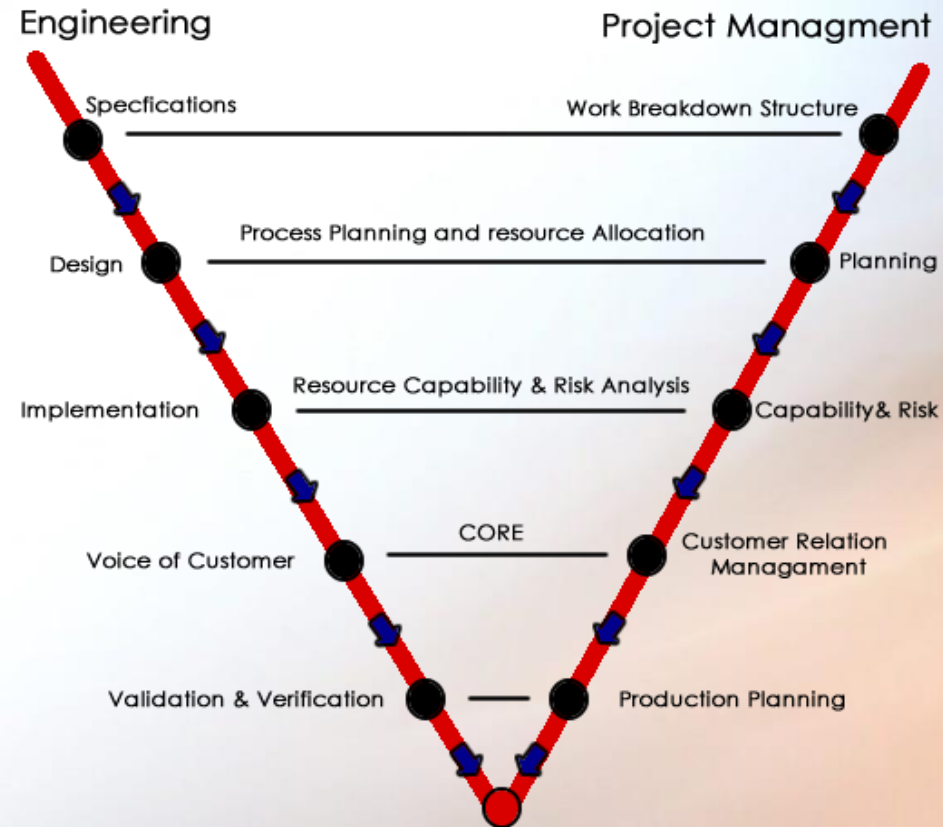 Engineering
Project Managment
Specfications
Work Breakdown Structure
Process Planning and resource Allocation
Design
Planning
Resource Capability & Risk Analysis
Implementation
Capability& Risk
CORE
Voice of Customer
Customer Relation
Managament
Validation & Verification
Production Planning